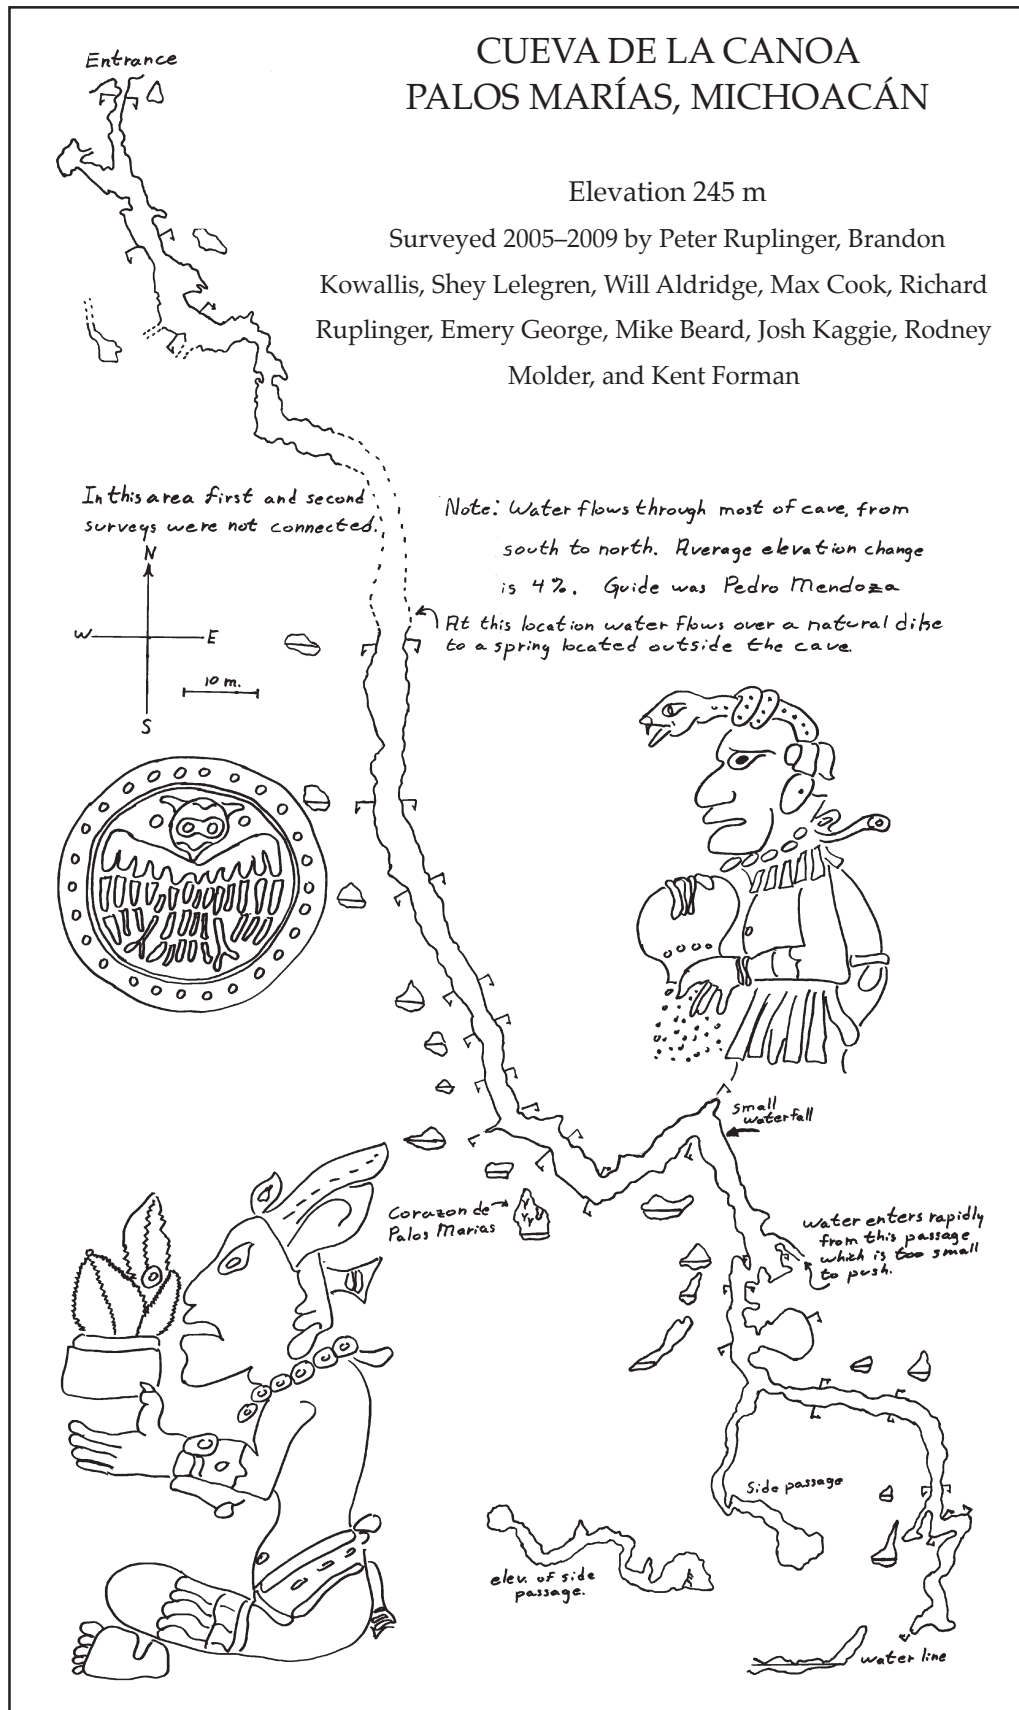 CUEVA DE LA CANOA
PALOS MARÍAS, MICHOACÁN
Elevation 245 m
Surveyed 2005–2009 by Peter Ruplinger, Brandon
Kowallis, Shey Lelegren, Will Aldridge, Max Cook, Richard
Ruplinger, Emery George, Mike Beard, Josh Kaggie, Rodney
Molder, and Kent Forman
Entrance
In this area first and second
surveys were not connected.
Note: Water flows through most of cave, from
south to north. Average elevation change
is 4%. Guide was Pedro Mendoza
At this location water flows over a natural dike
to a spring located outside the cave.
N
W E
S
10 m.
small
waterfall
Corazon de
Palos Marias
water enters rapidly
from this passage
which is too small
to push.
Side passage
elev. of side
passage.
water line